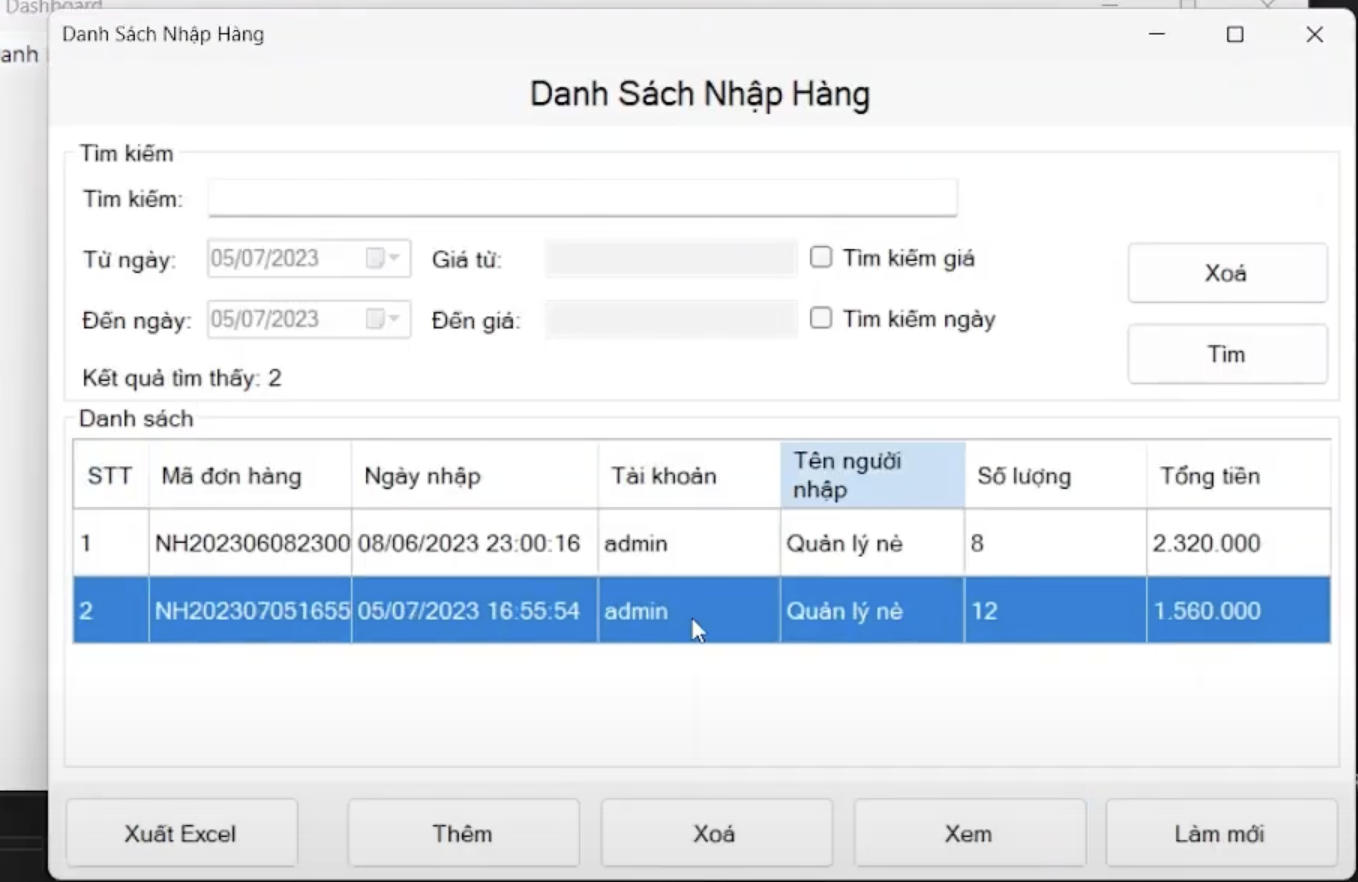 Dashboard
anh
Danh Sách Nhập Hàng
Danh Sách Nhập Hàng
Tìm kiếm
Tìm kiếm:
Từ ngày: 05/07/2023 Giá từ: Tìm kiếm giá
Xoá
Đến ngày: 05/07/2023 Đến giá: Tìm kiếm ngày
Tìm
Kết quả tìm thấy: 2
Danh sách
STT Mã đơn hàng Ngày nhập Tài khoản Tên người nhập Số lượng Tổng tiền
1 NH202306082300 08/06/2023 23:00:16 admin Quản lý nè 8 2.320.000
2 NH202307051655 05/07/2023 16:55:54 admin Quản lý nè 12 1.560.000
Xuất Excel Thêm Xoá Xem Làm mới